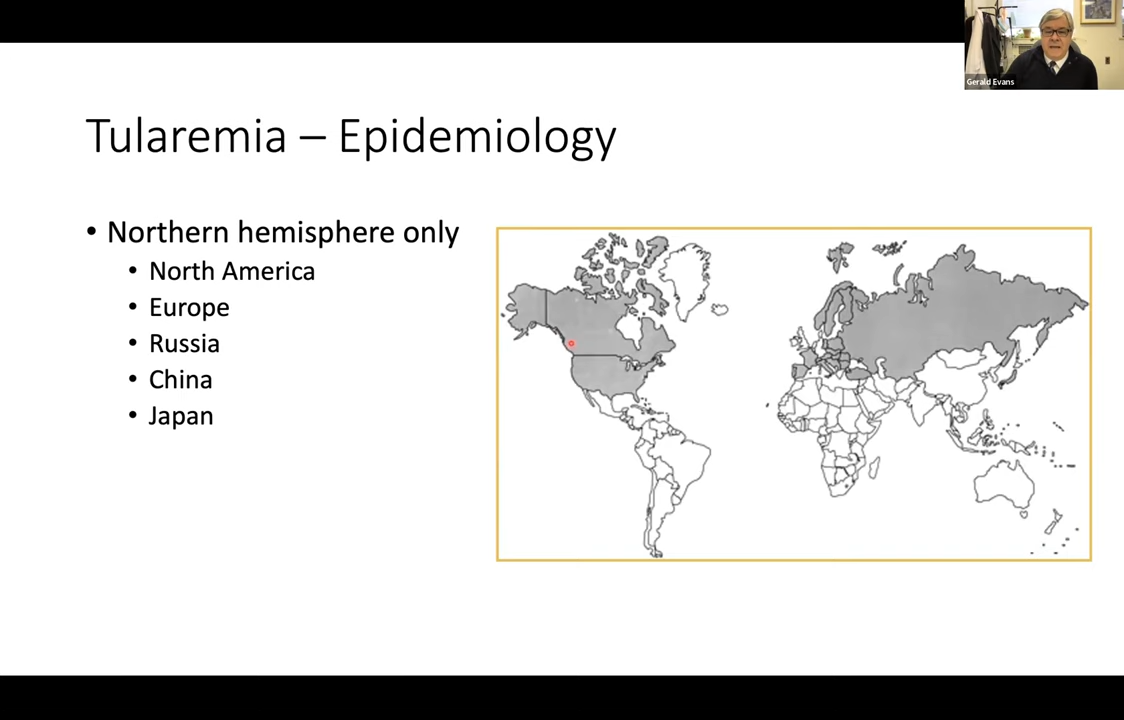 Gerald Evans
Tularemia – Epidemiology
• Northern hemisphere only
• North America
• Europe
• Russia
• China
• Japan